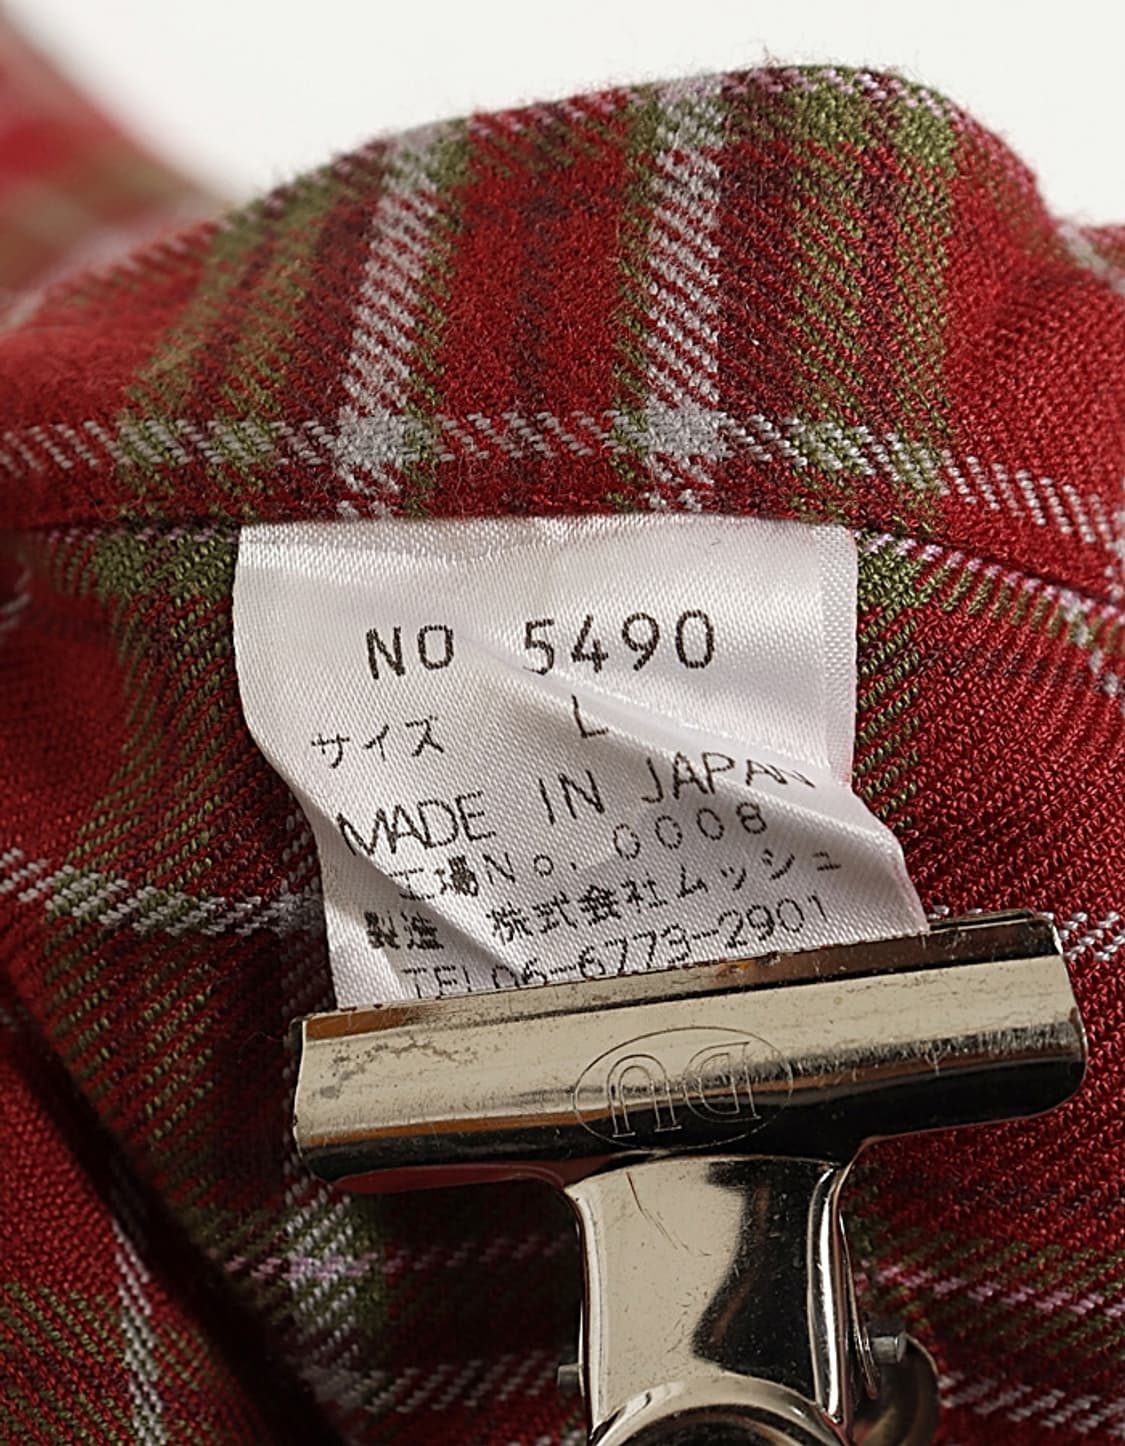 NO 5490
サイズ L
MADE IN JAPAN
工場No. 0008
製造 株式会社ムッシュ
TEL06-6773-2901